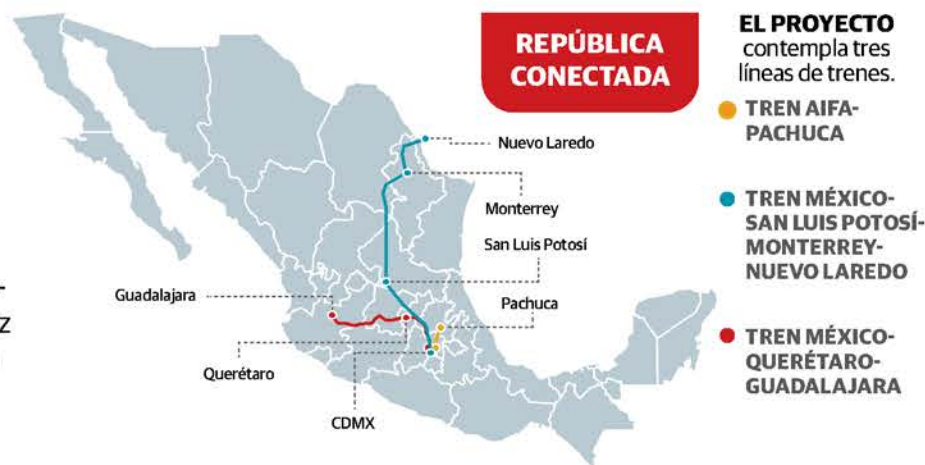 REPÚBLICA
CONECTADA
EL PROYECTO
contempla tres
líneas de trenes.
TREN AIFA-
PACHUCA
TREN MÉXICO-
SAN LUIS POTOSÍ-
MONTERREY-
NUEVO LAREDO
TREN MÉXICO-
QUERÉTARO-
GUADALAJARA
Nuevo Laredo
Monterrey
San Luis Potosí
Pachuca
Guadalajara
Querétaro
CDMX
-
Z